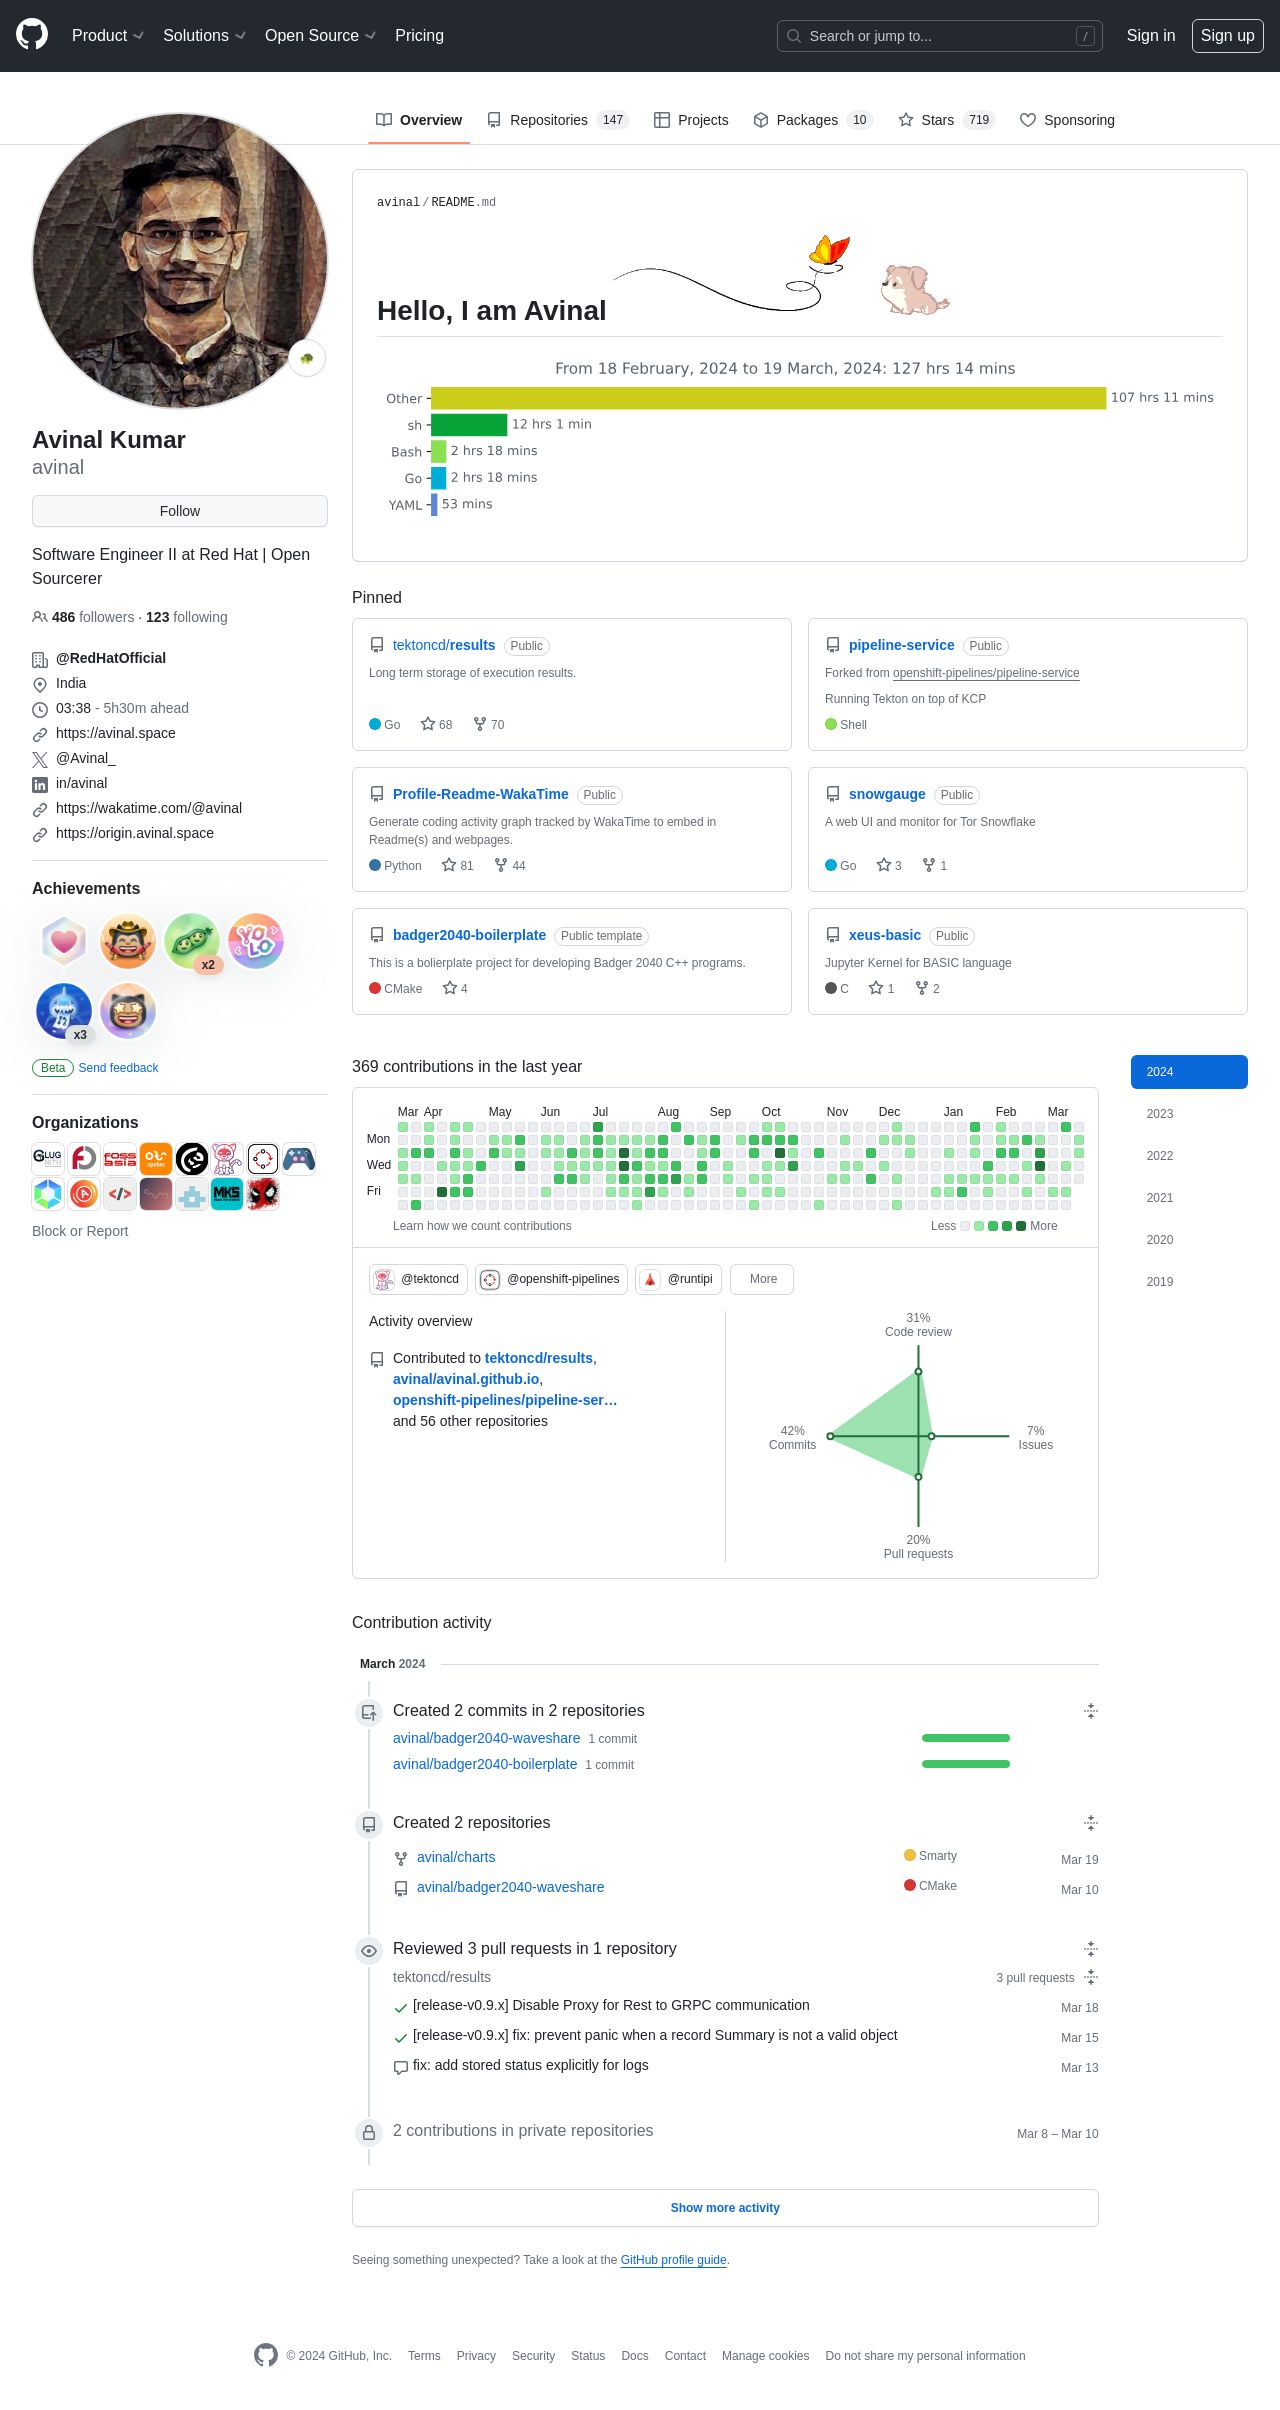 Product Solutions Open Source Pricing Search or jump to... / Sign in Sign up
Overview Repositories 147 Projects Packages 10 Stars 719 Sponsoring
Avinal Kumar
avinal
Follow
Software Engineer II at Red Hat | Open
Sourcerer
486 followers · 123 following
@RedHatOfficial
India
03:38 - 5h30m ahead
https://avinal.space
@Avinal_
in/avinal
https://wakatime.com/@avinal
https://origin.avinal.space
Achievements
YOLO
x2
x3
Beta Send feedback
Organizations
GLUG
FOSS
ASIA
</>
MKS
Block or Report
avinal/README.md
Hello, I am Avinal
From 18 February, 2024 to 19 March, 2024: 127 hrs 14 mins
Other 107 hrs 11 mins
sh 12 hrs 1 min
Bash 2 hrs 18 mins
Go 2 hrs 18 mins
YAML 53 mins
Pinned
tektoncd/results Public
Long term storage of execution results.
Go 68 70
pipeline-service Public
Forked from openshift-pipelines/pipeline-service
Running Tekton on top of KCP
Shell
Profile-Readme-WakaTime Public
Generate coding activity graph tracked by WakaTime to embed in
Readme(s) and webpages.
Python 81 44
snowgauge Public
A web UI and monitor for Tor Snowflake
Go 3 1
badger2040-boilerplate Public template
This is a bolierplate project for developing Badger 2040 C++ programs.
CMake 4
xeus-basic Public
Jupyter Kernel for BASIC language
C 1 2
369 contributions in the last year
Mar Apr May Jun Jul Aug Sep Oct Nov Dec Jan Feb Mar
Mon
Wed
Fri
Learn how we count contributions Less More
2024
2023
2022
2021
2020
2019
@tektoncd @openshift-pipelines @runtipi More
Activity overview
Contributed to tektoncd/results,
avinal/avinal.github.io,
openshift-pipelines/pipeline-ser…
and 56 other repositories
31%
Code review
42%
Commits
7%
Issues
20%
Pull requests
Contribution activity
March 2024
Created 2 commits in 2 repositories
avinal/badger2040-waveshare 1 commit
avinal/badger2040-boilerplate 1 commit
Created 2 repositories
avinal/charts Smarty Mar 19
avinal/badger2040-waveshare CMake Mar 10
Reviewed 3 pull requests in 1 repository
tektoncd/results 3 pull requests
[release-v0.9.x] Disable Proxy for Rest to GRPC communication Mar 18
[release-v0.9.x] fix: prevent panic when a record Summary is not a valid object Mar 15
fix: add stored status explicitly for logs Mar 13
2 contributions in private repositories Mar 8 – Mar 10
Show more activity
Seeing something unexpected? Take a look at the GitHub profile guide.
© 2024 GitHub, Inc. Terms Privacy Security Status Docs Contact Manage cookies Do not share my personal information